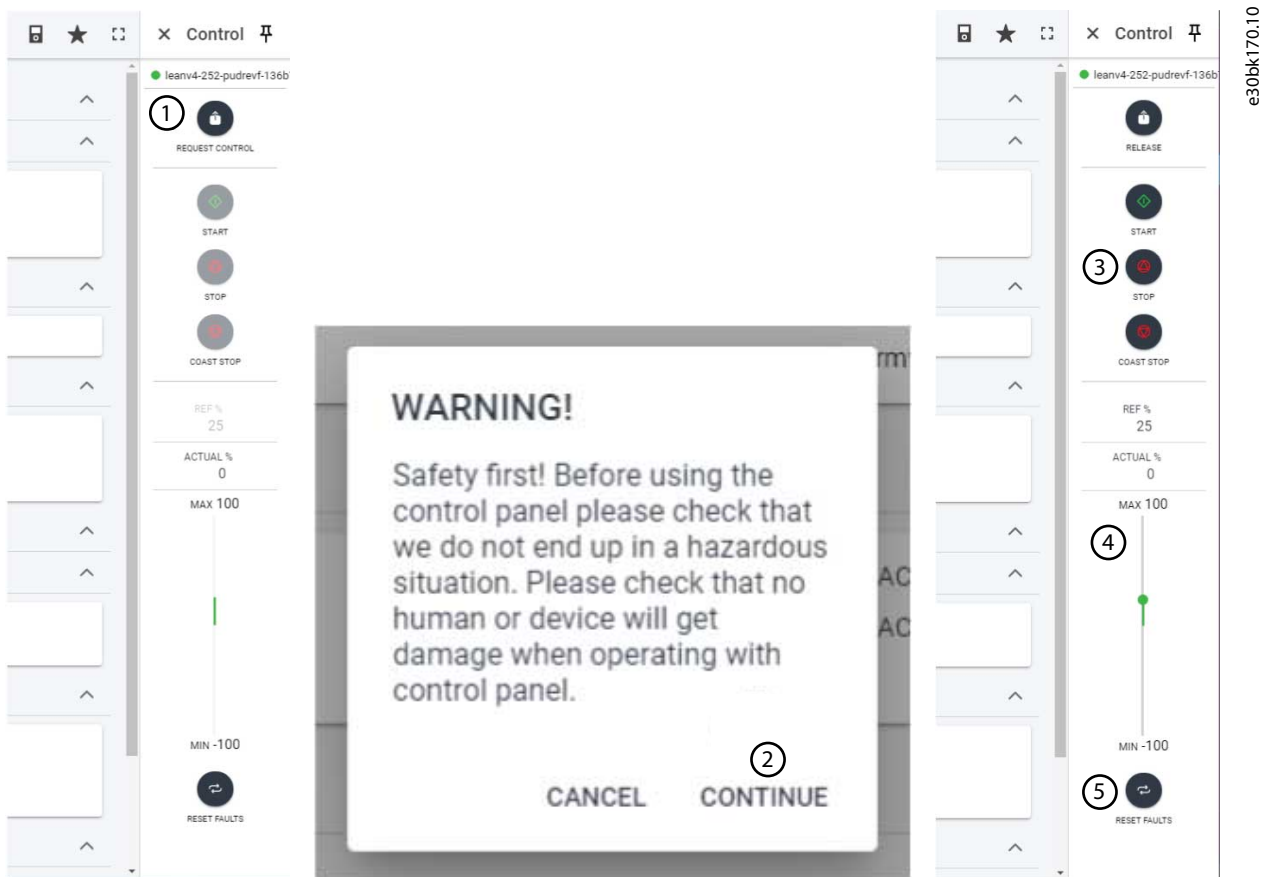 Control
leanv4-252-pudrevf-136b
1
REQUEST CONTROL
START
STOP
COAST STOP
REF %
25
ACTUAL %
0
MAX 100
MIN -100
RESET FAULTS
WARNING!
Safety first! Before using the
control panel please check that
we do not end up in a hazardous
situation. Please check that no
human or device will get
damage when operating with
control panel.
2
CANCEL CONTINUE
rm
AC
AC
Control
leanv4-252-pudrevf-136b
RELEASE
START
3
STOP
COAST STOP
REF %
25
ACTUAL %
0
MAX 100
4
MIN -100
5
RESET FAULTS
e30bk170.10